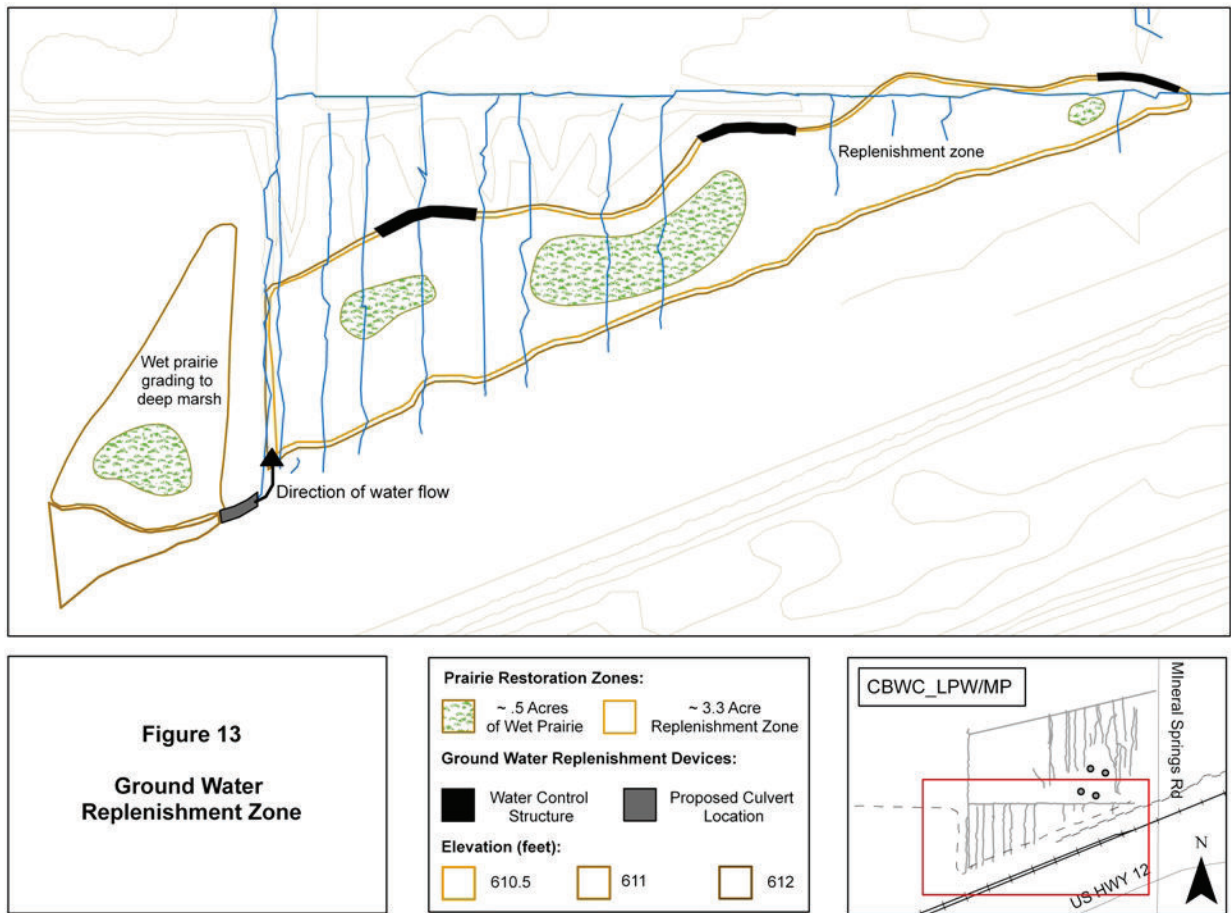 Replenishment zone
Wet prairie
grading to
deep marsh
Direction of water flow
Figure 13
Ground Water
Replenishment Zone
Prairie Restoration Zones:
~ .5 Acres
of Wet Prairie
~ 3.3 Acre
Replenishment Zone
Ground Water Replenishment Devices:
Water Control
Structure
Proposed Culvert
Location
Elevation (feet):
610.5
611
612
CBWC_LPW/MP
MIneral Springs Rd
US HWY 12
N